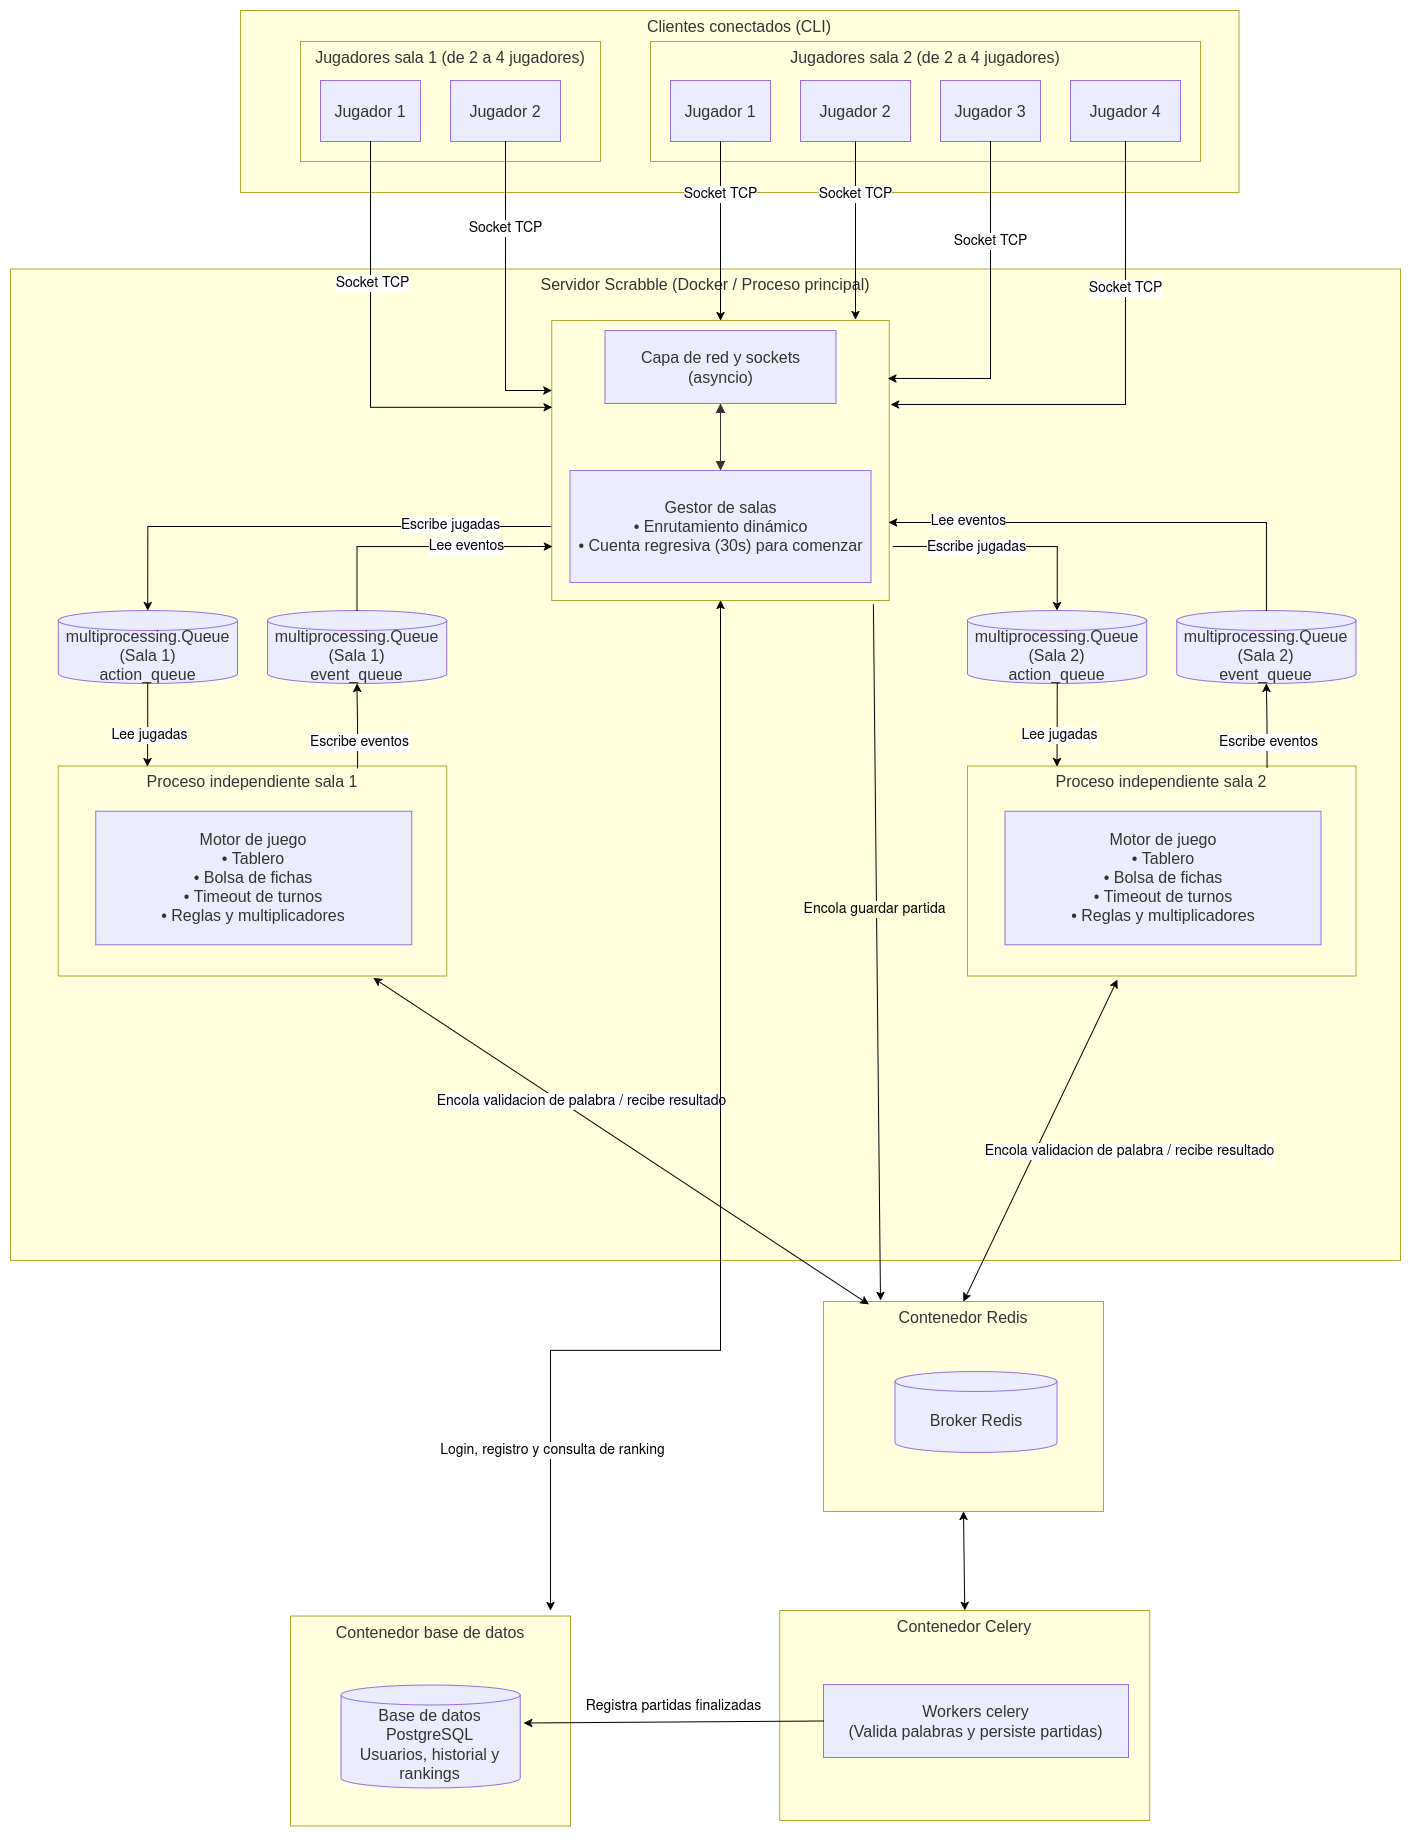 Clientes conectados (CLI)
Jugadores sala 1 (de 2 a 4 jugadores)
Jugadores sala 2 (de 2 a 4 jugadores)
Jugador 1
Jugador 2
Jugador 1
Jugador 2
Jugador 3
Jugador 4
Socket TCP
Socket TCP
Socket TCP
Socket TCP
Socket TCP
Socket TCP
Servidor Scrabble (Docker / Proceso principal)
Capa de red y sockets
(asyncio)
Gestor de salas
• Enrutamiento dinámico
• Cuenta regresiva (30s) para comenzar
Escribe jugadas
Lee eventos
Lee eventos
Escribe jugadas
multiprocessing.Queue
(Sala 1)
action_queue
multiprocessing.Queue
(Sala 1)
event_queue
multiprocessing.Queue
(Sala 2)
action_queue
multiprocessing.Queue
(Sala 2)
event_queue
Lee jugadas
Escribe eventos
Lee jugadas
Escribe eventos
Proceso independiente sala 1
Motor de juego
• Tablero
• Bolsa de fichas
• Timeout de turnos
• Reglas y multiplicadores
Proceso independiente sala 2
Motor de juego
• Tablero
• Bolsa de fichas
• Timeout de turnos
• Reglas y multiplicadores
Encola guardar partida
Encola validacion de palabra / recibe resultado
Encola validacion de palabra / recibe resultado
Contenedor Redis
Broker Redis
Login, registro y consulta de ranking
Contenedor base de datos
Base de datos
PostgreSQL
Usuarios, historial y
rankings
Registra partidas finalizadas
Contenedor Celery
Workers celery
(Valida palabras y persiste partidas)